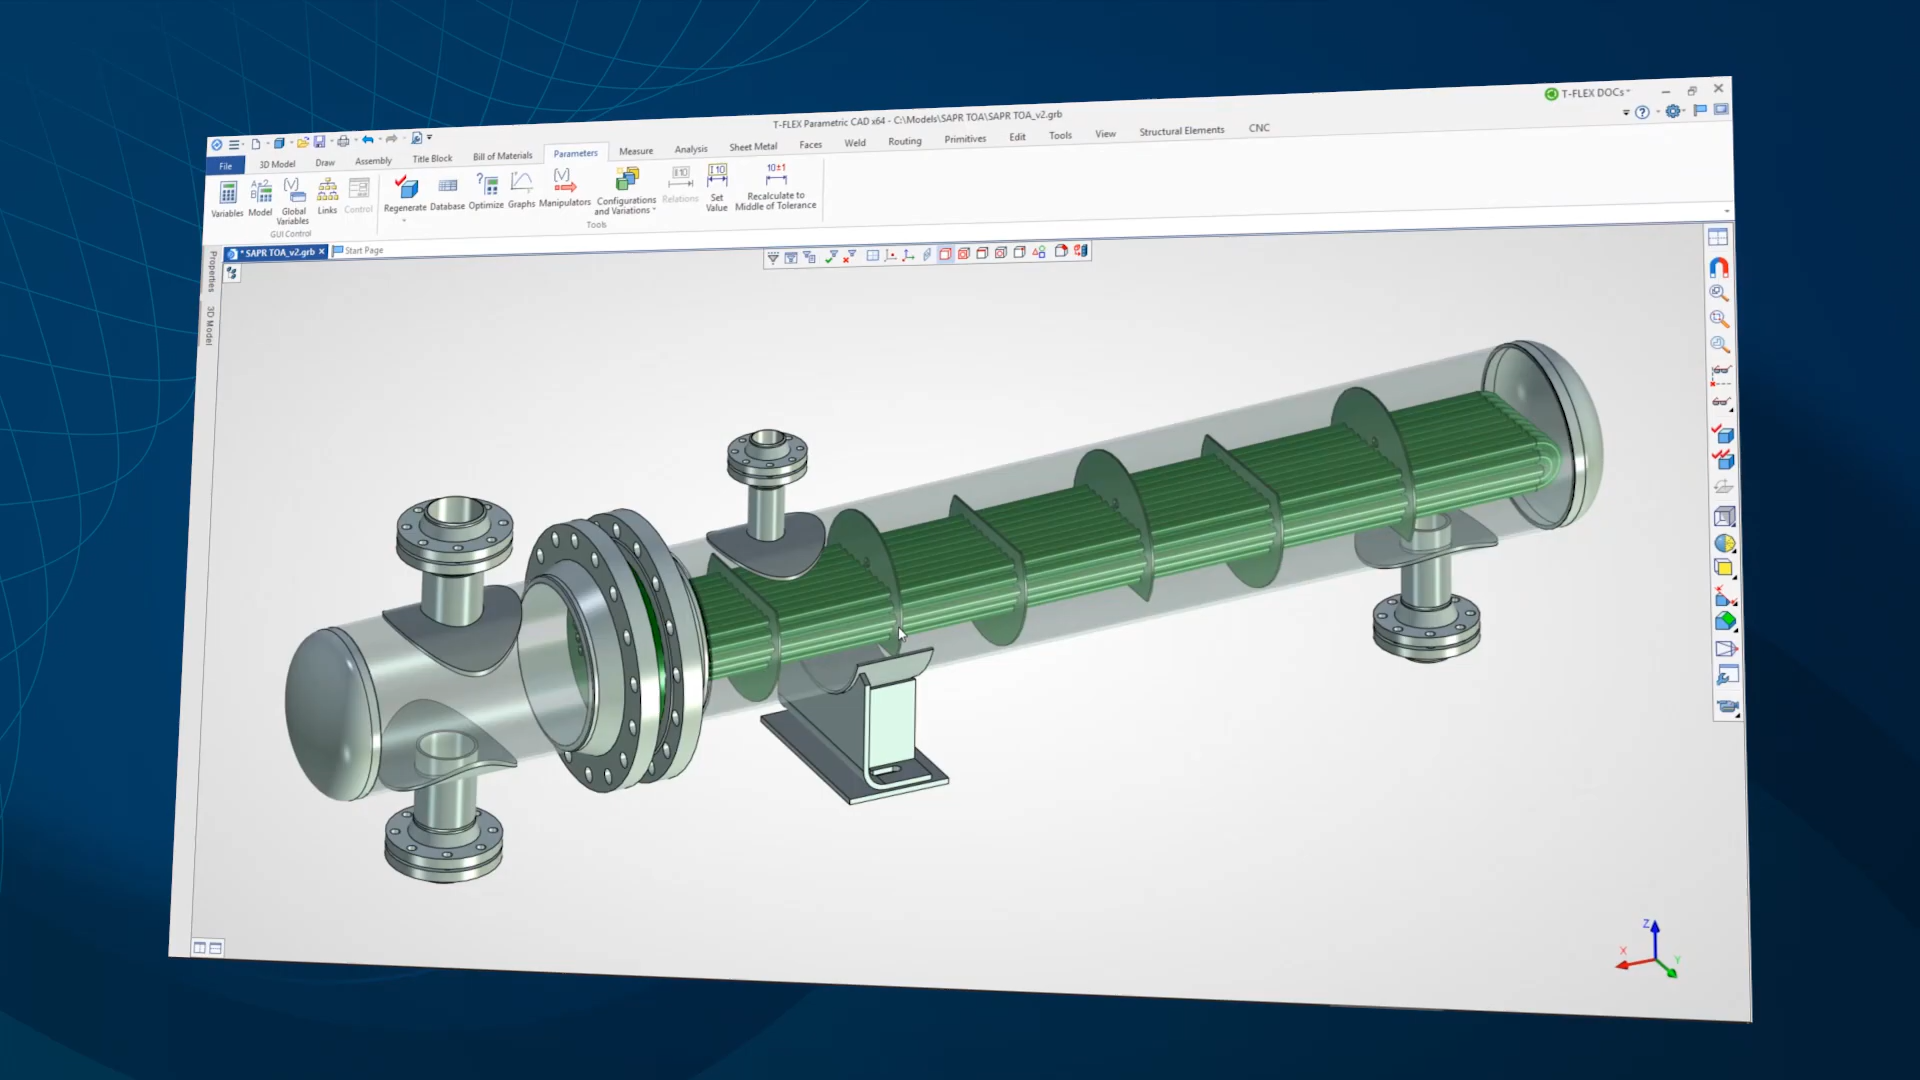 T-FLEX DOCs
T-FLEX Parametric CAD x64 - C:\Models\SAPR TOA\SAPR TOA_v2.grb
File 3D Model Draw Assembly Title Block Bill of Materials Parameters Measure Analysis Sheet Metal Faces Weld Routing Primitives Edit Tools View Structural Elements CNC
Variables Model Global Variables Links Control Regenerate Database Optimize Graphs Manipulators Configurations and Variations Relations Set Value Recalculate to Middle of Tolerance
10±1
GUI Control Tools
* SAPR TOA_v2.grb Start Page
Properties
3D Model
Z
X
Y